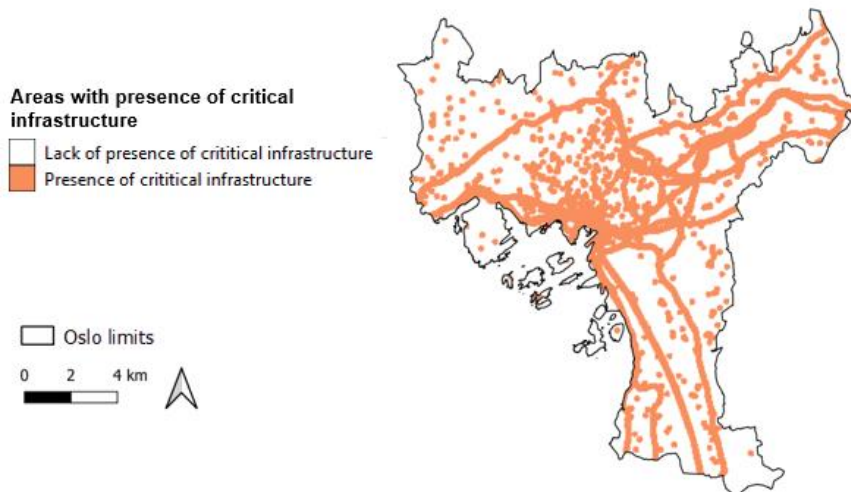 Areas with presence of critical
infrastructure
Lack of presence of crititical infrastructure
Presence of crititical infrastructure
Oslo limits
0 2 4 km